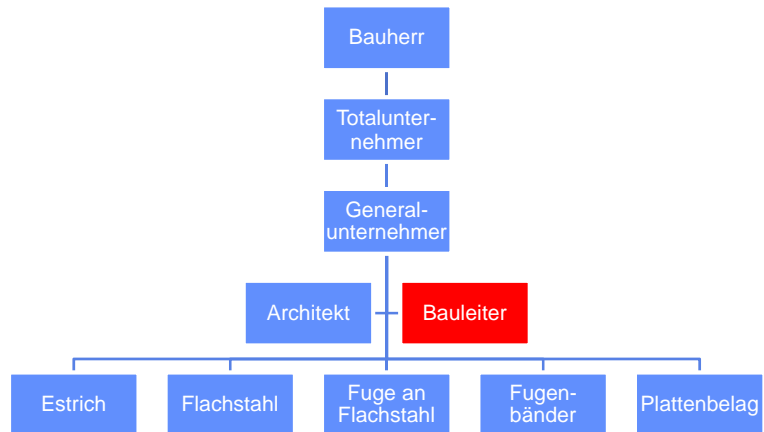 Bauherr
Totalunter-
nehmer
General-
unternehmer
Architekt
Bauleiter
Estrich
Flachstahl
Fuge an
Flachstahl
Fugen-
bänder
Plattenbelag